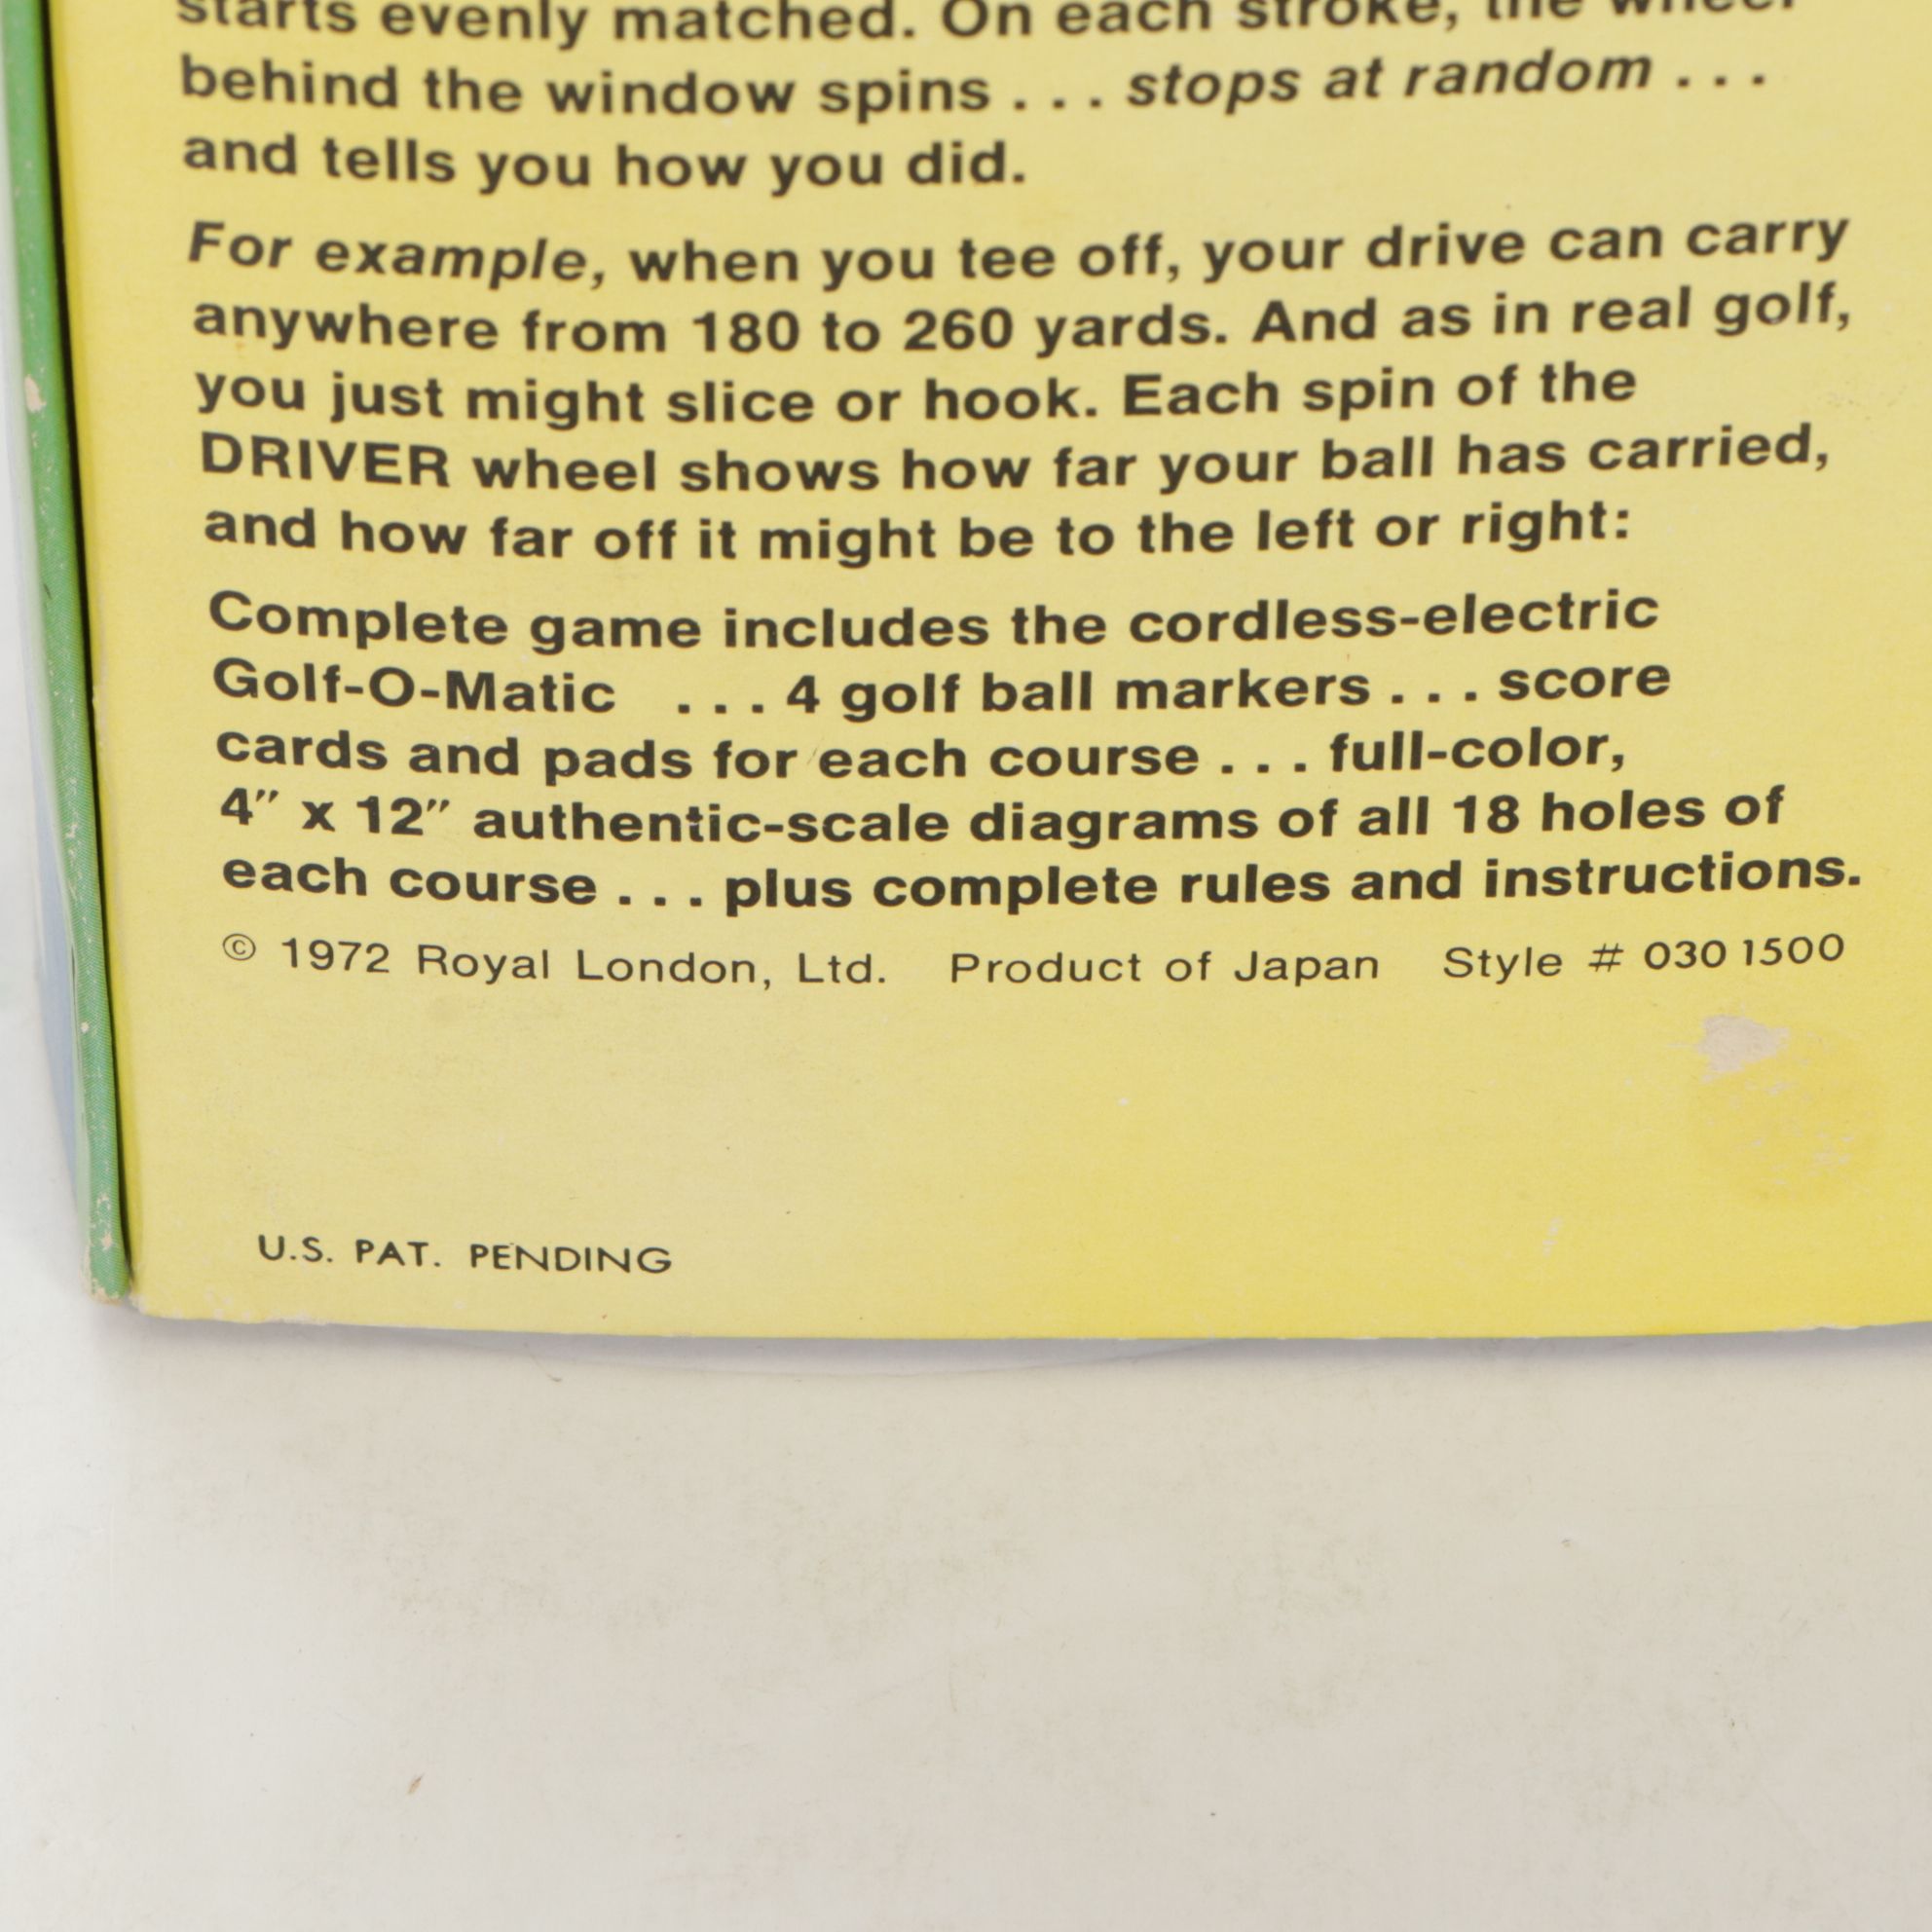 starts evenly matched. On each stroke, the wheel
behind the window spins . . . stops at random . . .
and tells you how you did.
For example, when you tee off, your drive can carry
anywhere from 180 to 260 yards. And as in real golf,
you just might slice or hook. Each spin of the
DRIVER wheel shows how far your ball has carried,
and how far off it might be to the left or right:
Complete game includes the cordless-electric
Golf-O-Matic . . . 4 golf ball markers . . . score
cards and pads for each course . . . full-color,
4″ x 12″ authentic-scale diagrams of all 18 holes of
each course . . . plus complete rules and instructions.
© 1972 Royal London, Ltd. Product of Japan Style # 030 1500
U.S. PAT. PENDING